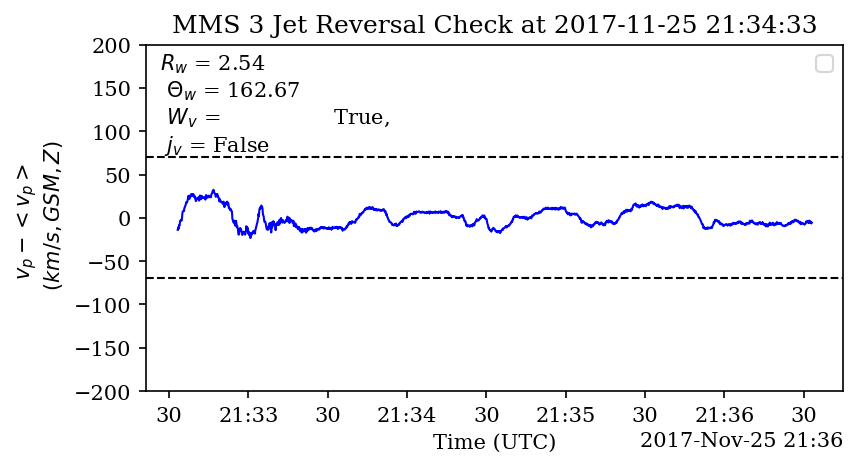 MMS 3 Jet Reversal Check at 2017-11-25 21:34:33
200
150
100
50
0
−50
−100
−150
−200
v_p − < v_p >
(km/s, GSM, Z)
R_w = 2.54
Θ_w = 162.67
W_v = True,
j_v = False
30 21:33 30 21:34 30 21:35 30 21:36 30
Time (UTC)
2017-Nov-25 21:36